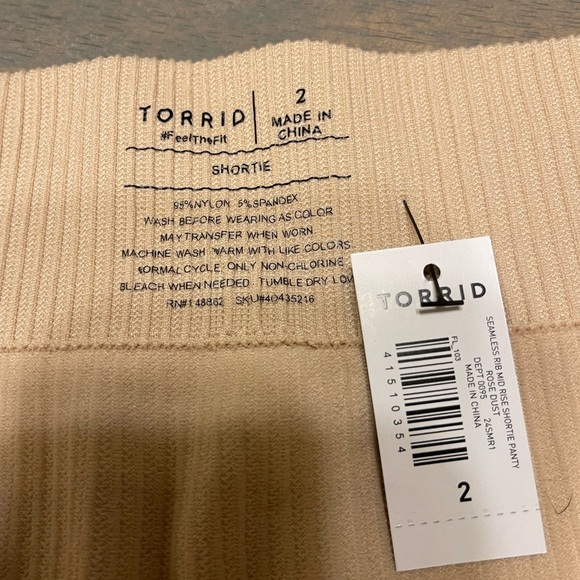 TORRID
#FeelTheFit
2
MADE IN
CHINA
SHORTIE
95%NYLON 5%SPANDEX
WASH BEFORE WEARING AS COLOR
MAY TRANSFER WHEN WORN
MACHINE WASH WARM WITH LIKE COLORS
NORMAL CYCLE, ONLY NON-CHLORINE
BLEACH WHEN NEEDED. TUMBLE DRY LOW
RN#148862 SKU#40435216
TORRID
SEAMLESS RIB MID RISE SHORTIE PANTY
ROSE DUST
DEPT 0095 24SMR1
MADE IN CHINA
FL_103
41510354
2